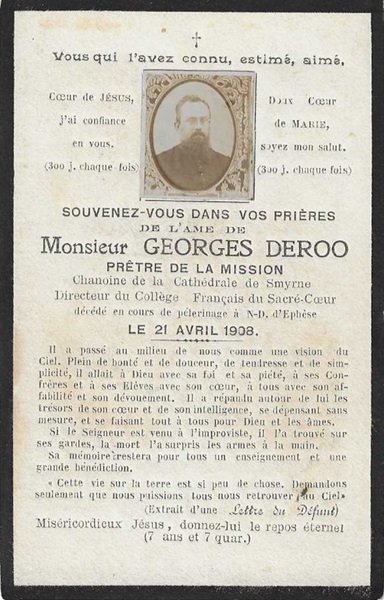 Vous qui l'avez connu, estimé, aimé,
Cœur de JÉSUS,
j'ai confiance
en vous.
(300 j. chaque fois)
Doux Cœur
de MARIE,
soyez mon salut.
(300 j. chaque fois)
SOUVENEZ-VOUS DANS VOS PRIÈRES
DE L'AME DE
Monsieur GEORGES DEROO
PRÊTRE DE LA MISSION
Chanoine de la Cathédrale de Smyrne
Directeur du Collège Français du Sacré-Cœur
décédé en cours de pèlerinage à N-D. d'Ephèse
LE 21 AVRIL 1908.
Il a passé au milieu de nous comme une vision du
Ciel. Plein de bonté et de douceur, de tendresse et de sim-
plicité, il allait à Dieu avec sa foi et sa piété, à ses Con-
frères et à ses Elèves avec son cœur, à tous avec son af-
fabilité et son dévouement. Il a répandu autour de lui les
trésors de son cœur et de son intelligence, se dépensant sans
mesure, et se faisant tout à tous pour Dieu et les âmes.
Si le Seigneur est venu à l'improviste, il l'a trouvé sur
ses gardes, la mort l'a surpris les armes à la main.
Sa mémoire restera pour tous un enseignement et une
grande bénédiction.
«Cette vie sur la terre est si peu de chose. Demandons
seulement que nous puissions tous nous retrouver au Ciel»
(Extrait d'une Lettre du Défunt)
Miséricordieux Jésus, donnez-lui le repos éternel
(7 ans et 7 quar.)